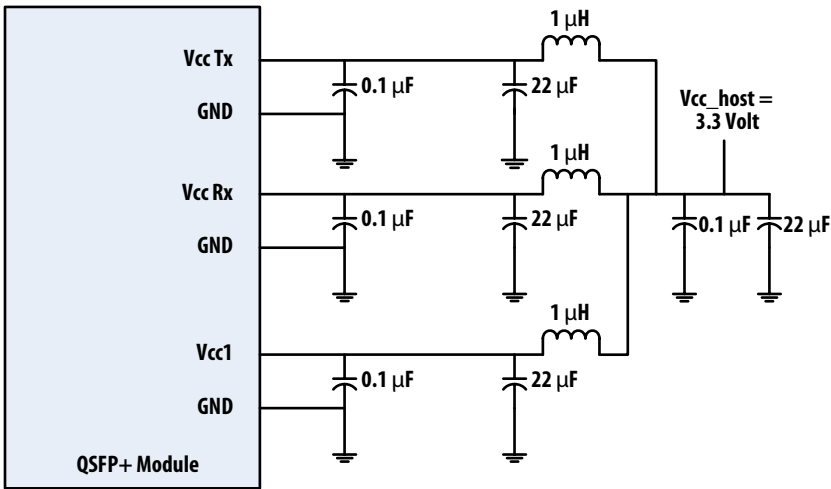 1 μH
Vcc Tx
0.1 μF
22 μF
GND
Vcc_host =
3.3 Volt
1 μH
Vcc Rx
0.1 μF
22 μF
0.1 μF
22 μF
GND
1 μH
Vcc1
0.1 μF
22 μF
GND
QSFP+ Module